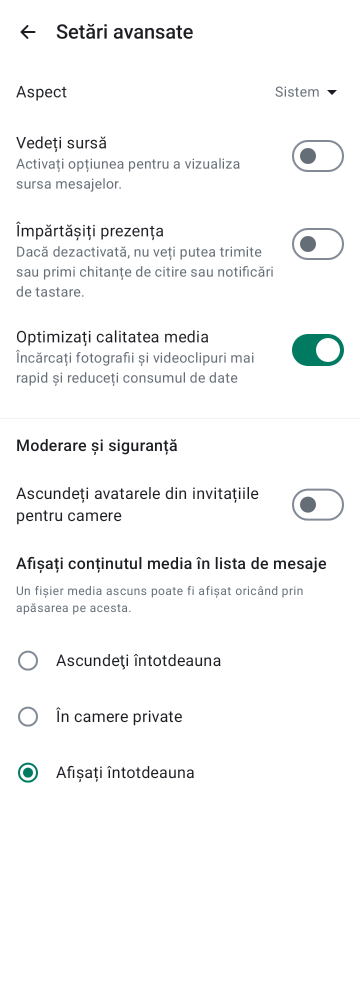 Setări avansate
Aspect
Sistem
Vedeți sursă
Activați opțiunea pentru a vizualiza
sursa mesajelor.
Împărtășiți prezența
Dacă dezactivată, nu veți putea trimite
sau primi chitanțe de citire sau notificări
de tastare.
Optimizați calitatea media
Încărcați fotografii și videoclipuri mai
rapid și reduceți consumul de date
Moderare și siguranță
Ascundeți avatarele din invitațiile
pentru camere
Afișați conținutul media în lista de mesaje
Un fișier media ascuns poate fi afișat oricând prin
apăsarea pe acesta.
Ascundeţi întotdeauna
În camere private
Afișați întotdeauna